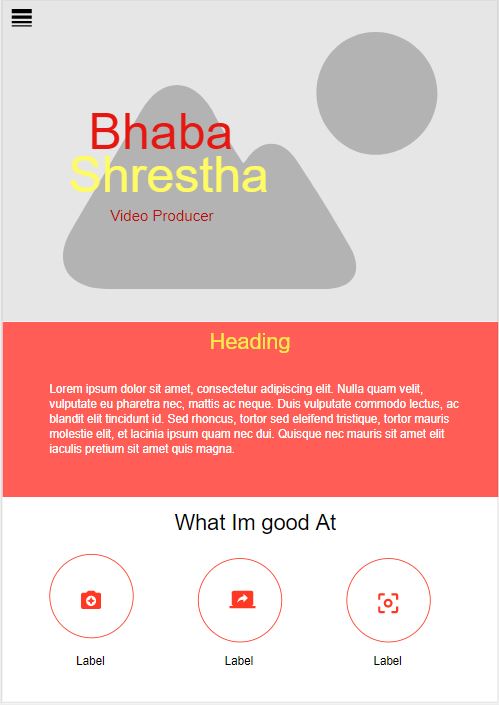 Bhaba
Shrestha
Video Producer
Heading
Lorem ipsum dolor sit amet, consectetur adipiscing elit. Nulla quam velit,
vulputate eu pharetra nec, mattis ac neque. Duis vulputate commodo lectus, ac
blandit elit tincidunt id. Sed rhoncus, tortor sed eleifend tristique, tortor mauris
molestie elit, et lacinia ipsum quam nec dui. Quisque nec mauris sit amet elit
iaculis pretium sit amet quis magna.
What Im good At
Label
Label
Label